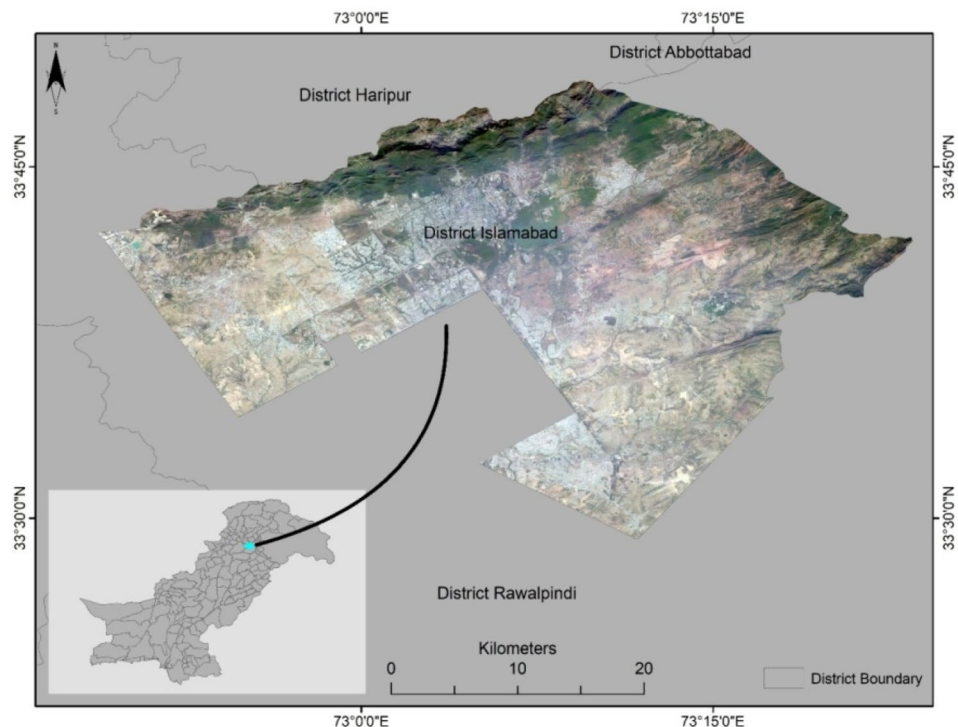 73°0'0"E
73°15'0"E
N
S
District Abbottabad
District Haripur
33°45'0"N
33°45'0"N
District Islamabad
33°30'0"N
33°30'0"N
District Rawalpindi
Kilometers
0 10 20
District Boundary
73°0'0"E
73°15'0"E